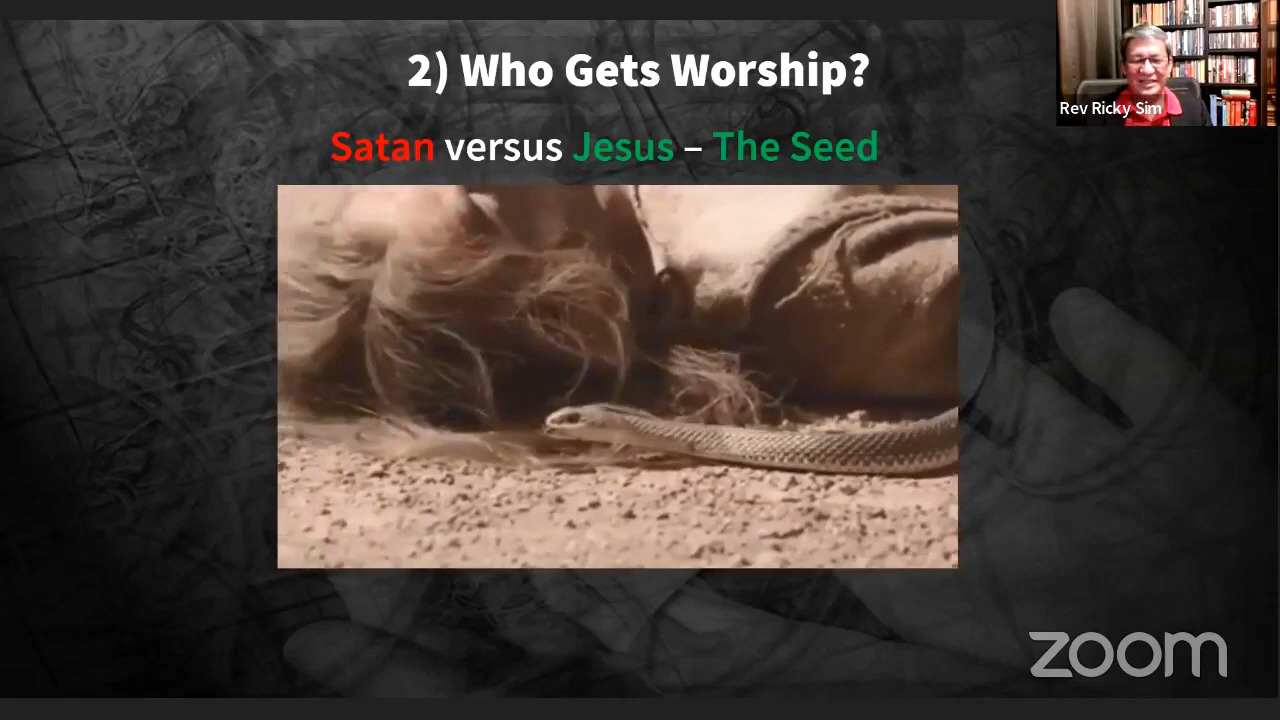 2) Who Gets Worship?
Rev Ricky Sim
Satan versus Jesus – The Seed
zoom